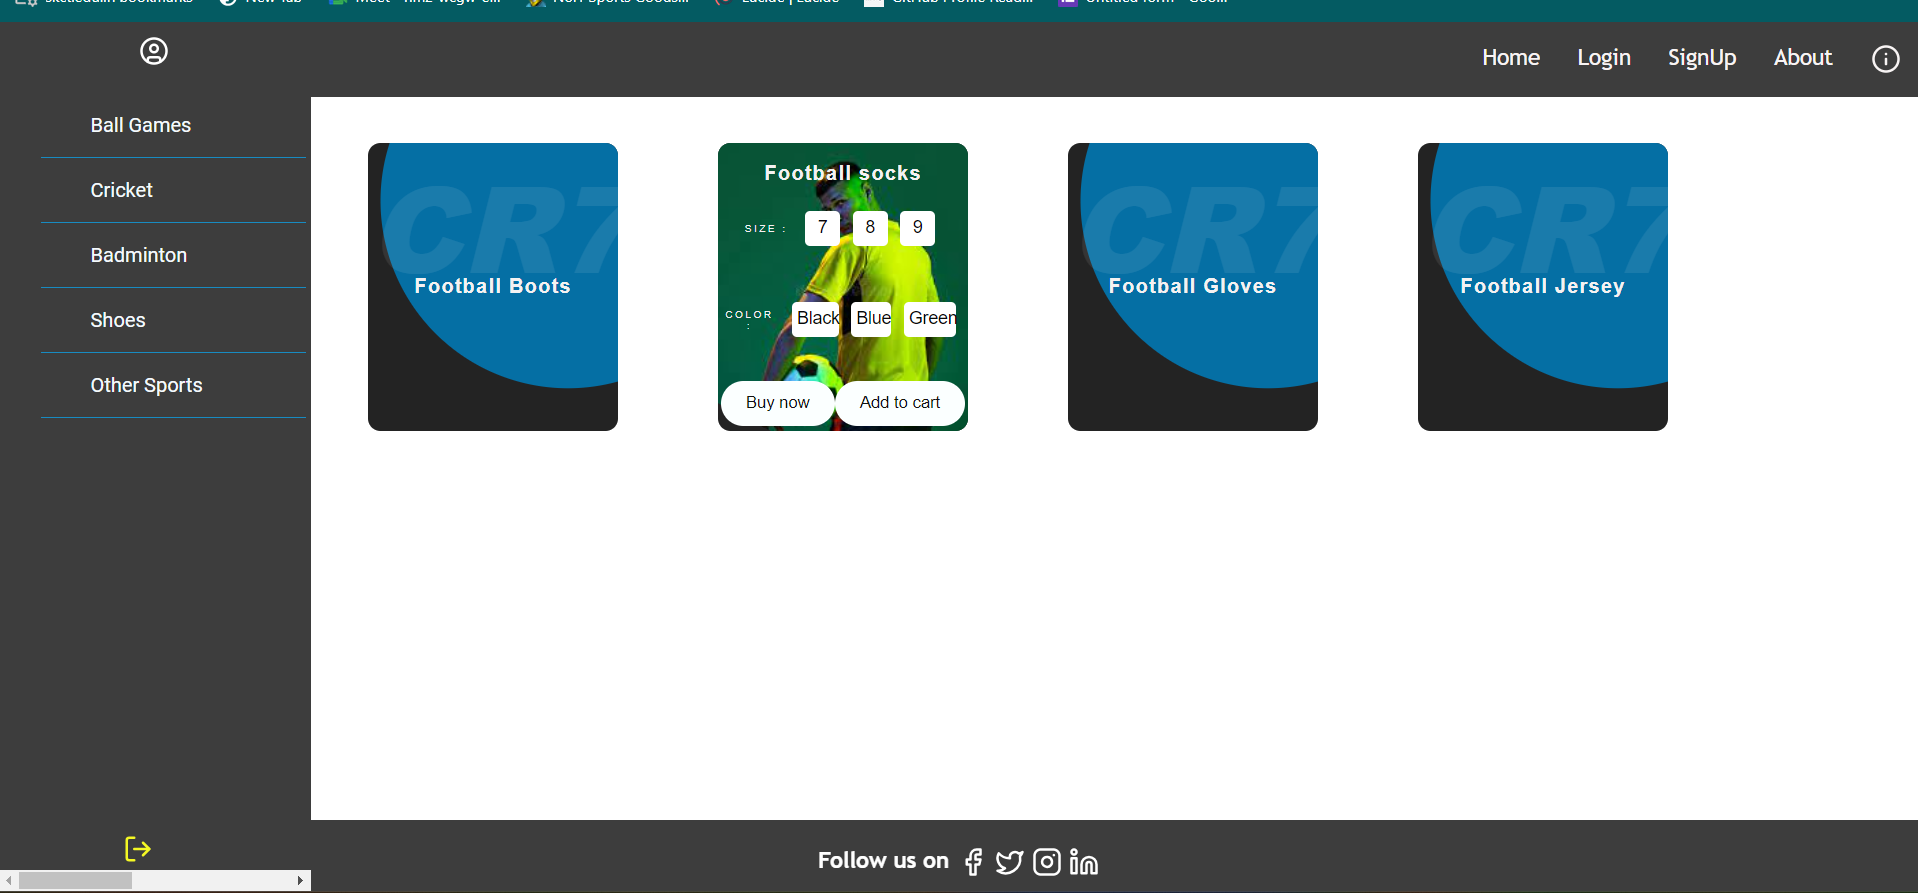 Home Login SignUp About
Ball Games
Cricket
Badminton
Shoes
Other Sports
CR7
Football Boots
Football socks
SIZE :
7 8 9
COLOR :
Black Blue Green
Buy now Add to cart
CR7
Football Gloves
CR7
Football Jersey
Follow us on